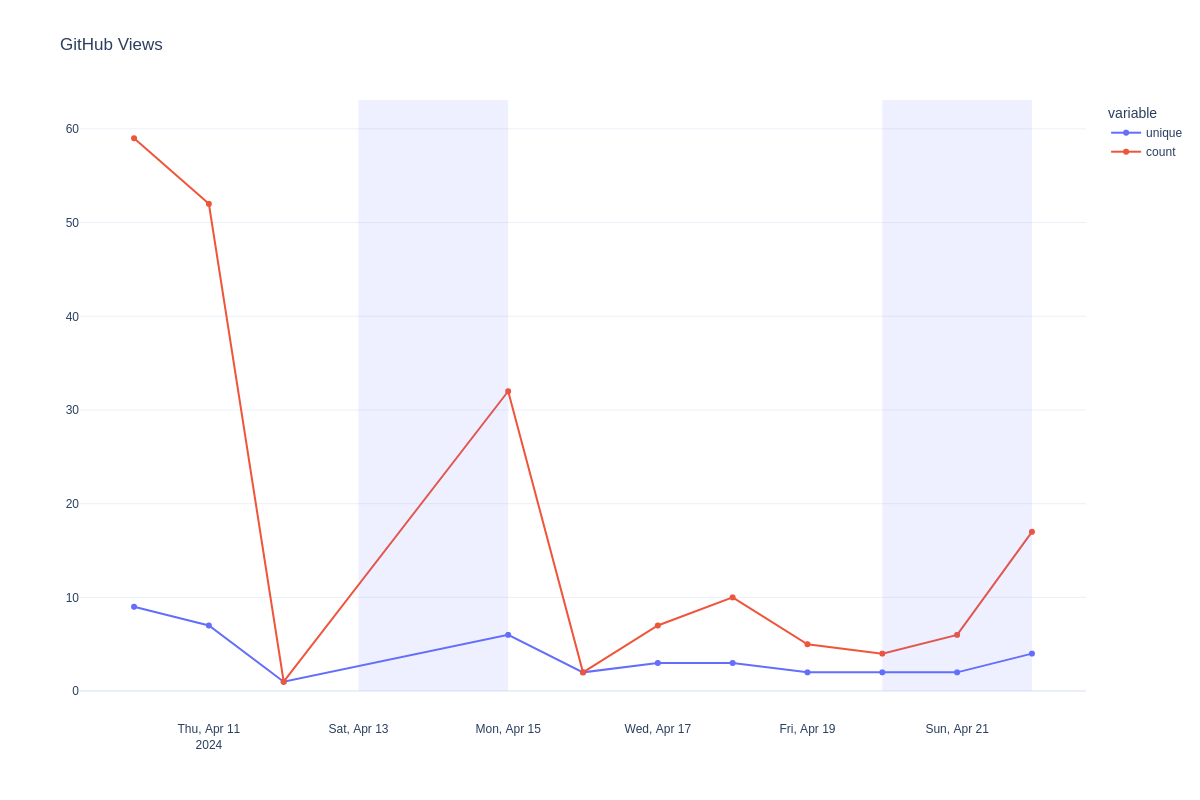 GitHub Views
variable
unique
count
60
50
40
30
20
10
0
Thu, Apr 11
2024
Sat, Apr 13
Mon, Apr 15
Wed, Apr 17
Fri, Apr 19
Sun, Apr 21